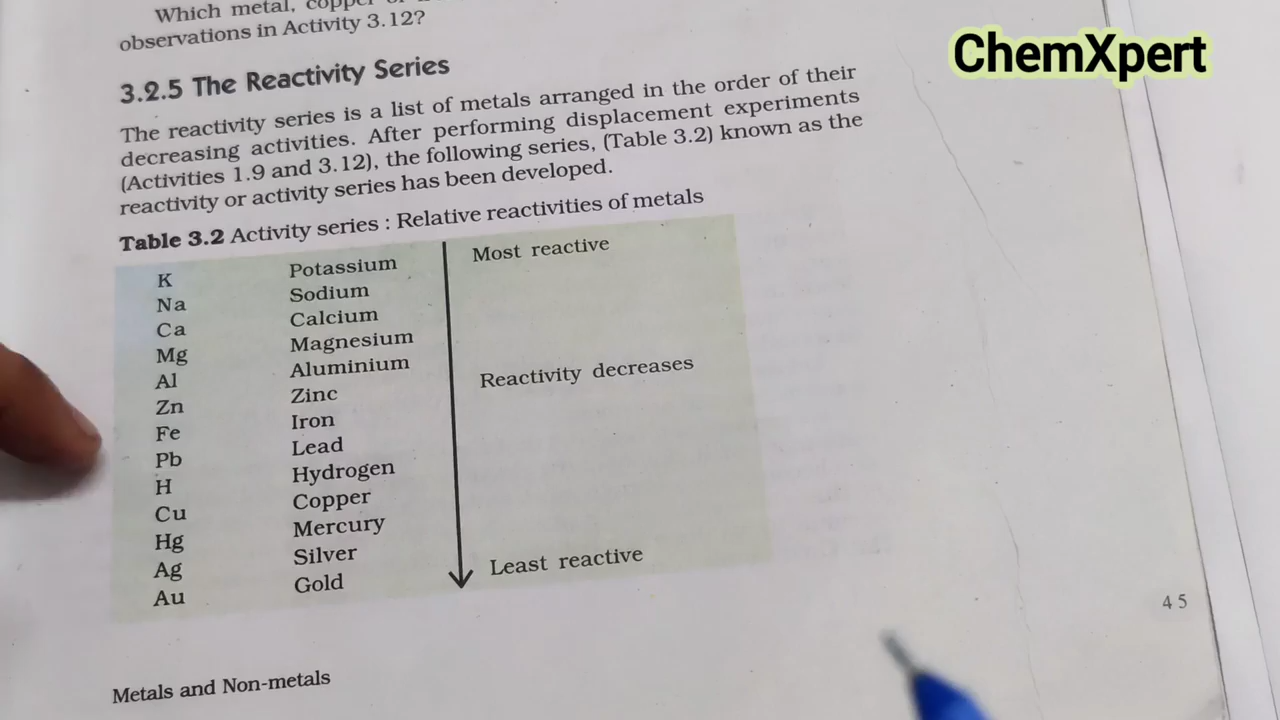 Which metal, copper or
observations in Activity 3.12?
ChemXpert
3.2.5 The Reactivity Series
The reactivity series is a list of metals arranged in the order of their
decreasing activities. After performing displacement experiments
(Activities 1.9 and 3.12), the following series, (Table 3.2) known as the
reactivity or activity series has been developed.
Table 3.2 Activity series : Relative reactivities of metals
K Potassium Most reactive
Na Sodium
Ca Calcium
Mg Magnesium
Al Aluminium Reactivity decreases
Zn Zinc
Fe Iron
Pb Lead
H Hydrogen
Cu Copper
Hg Mercury
Ag Silver Least reactive
Au Gold
45
Metals and Non-metals